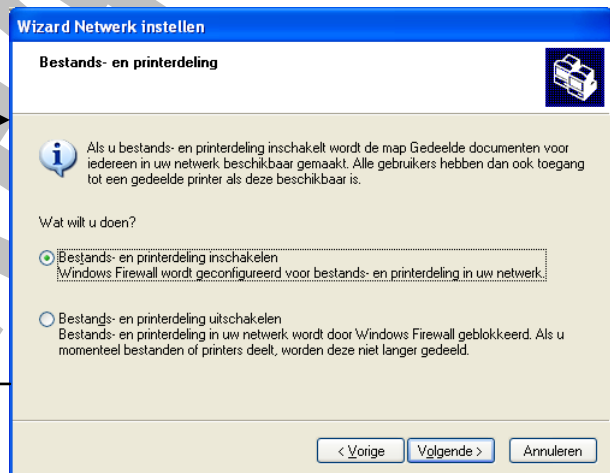 Wizard Netwerk instellen
Bestands- en printerdeling
Als u bestands- en printerdeling inschakelt wordt de map Gedeelde documenten voor
iedereen in uw netwerk beschikbaar gemaakt. Alle gebruikers hebben dan ook toegang
tot een gedeelde printer als deze beschikbaar is.
Wat wilt u doen?
Bestands- en printerdeling inschakelen
Windows Firewall wordt geconfigureerd voor bestands- en printerdeling in uw netwerk.
Bestands- en printerdeling uitschakelen
Bestands- en printerdeling in uw netwerk wordt door Windows Firewall geblokkeerd. Als u
momenteel bestanden of printers deelt, worden deze niet langer gedeeld.
< Vorige Volgende > Annuleren